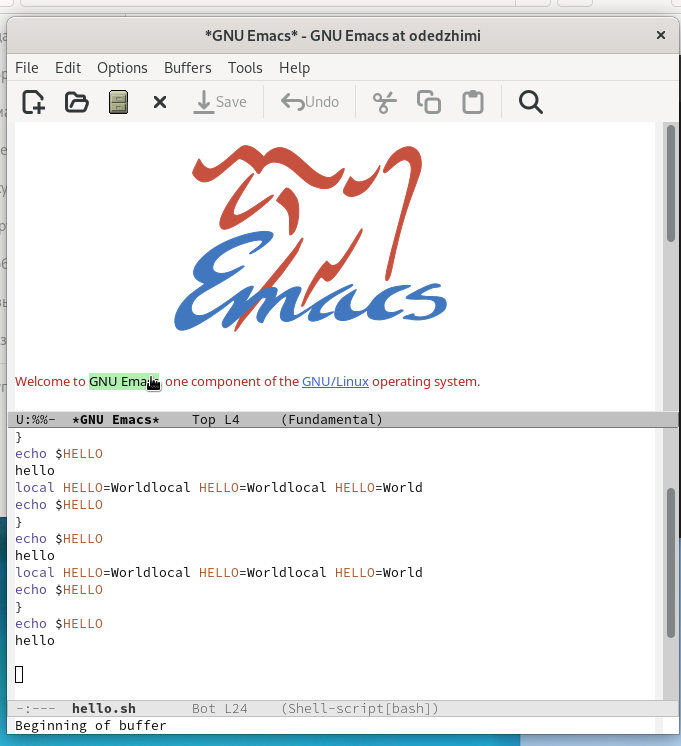 *GNU Emacs* - GNU Emacs at odedzhimi
File Edit Options Buffers Tools Help
Save Undo
Emacs
Welcome to GNU Emacs, one component of the GNU/Linux operating system.
U:%%- *GNU Emacs* Top L4 (Fundamental)
}
echo $HELLO
hello
local HELLO=Worldlocal HELLO=Worldlocal HELLO=World
echo $HELLO
}
echo $HELLO
hello
local HELLO=Worldlocal HELLO=Worldlocal HELLO=World
echo $HELLO
}
echo $HELLO
hello
-:--- hello.sh Bot L24 (Shell-script[bash])
Beginning of buffer